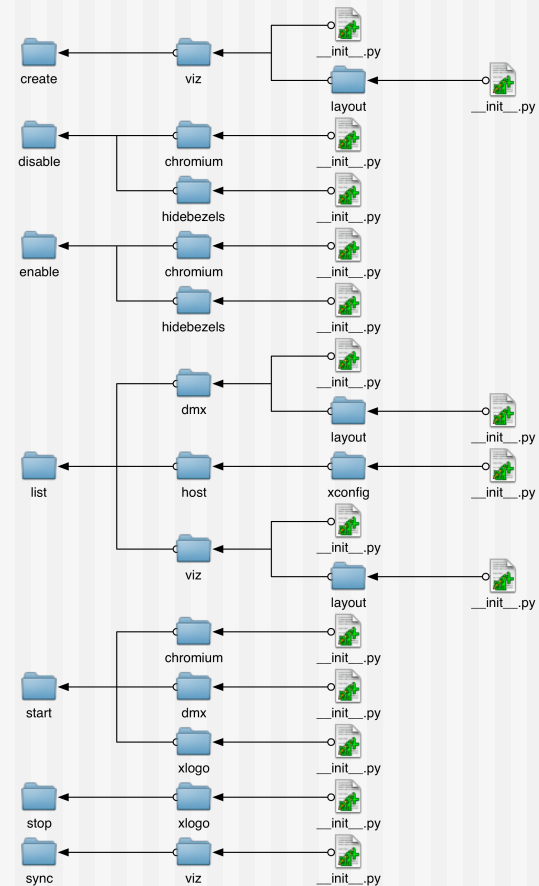 __init__.py
create
viz
layout
__init__.py
disable
chromium
__init__.py
hidebezels
__init__.py
enable
chromium
__init__.py
hidebezels
__init__.py
__init__.py
dmx
layout
__init__.py
list
host
xconfig
__init__.py
__init__.py
viz
layout
__init__.py
chromium
__init__.py
start
dmx
__init__.py
xlogo
__init__.py
stop
xlogo
__init__.py
sync
viz
__init__.py